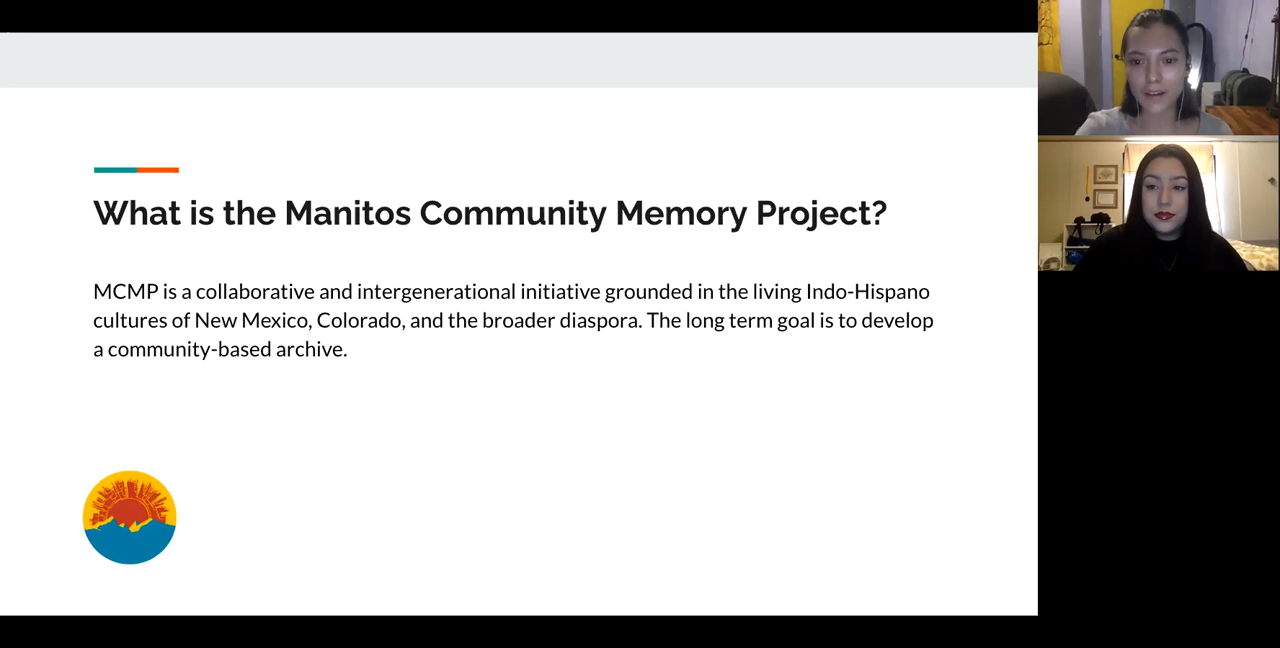 What is the Manitos Community Memory Project?
MCMP is a collaborative and intergenerational initiative grounded in the living Indo-Hispano
cultures of New Mexico, Colorado, and the broader diaspora. The long term goal is to develop
a community-based archive.